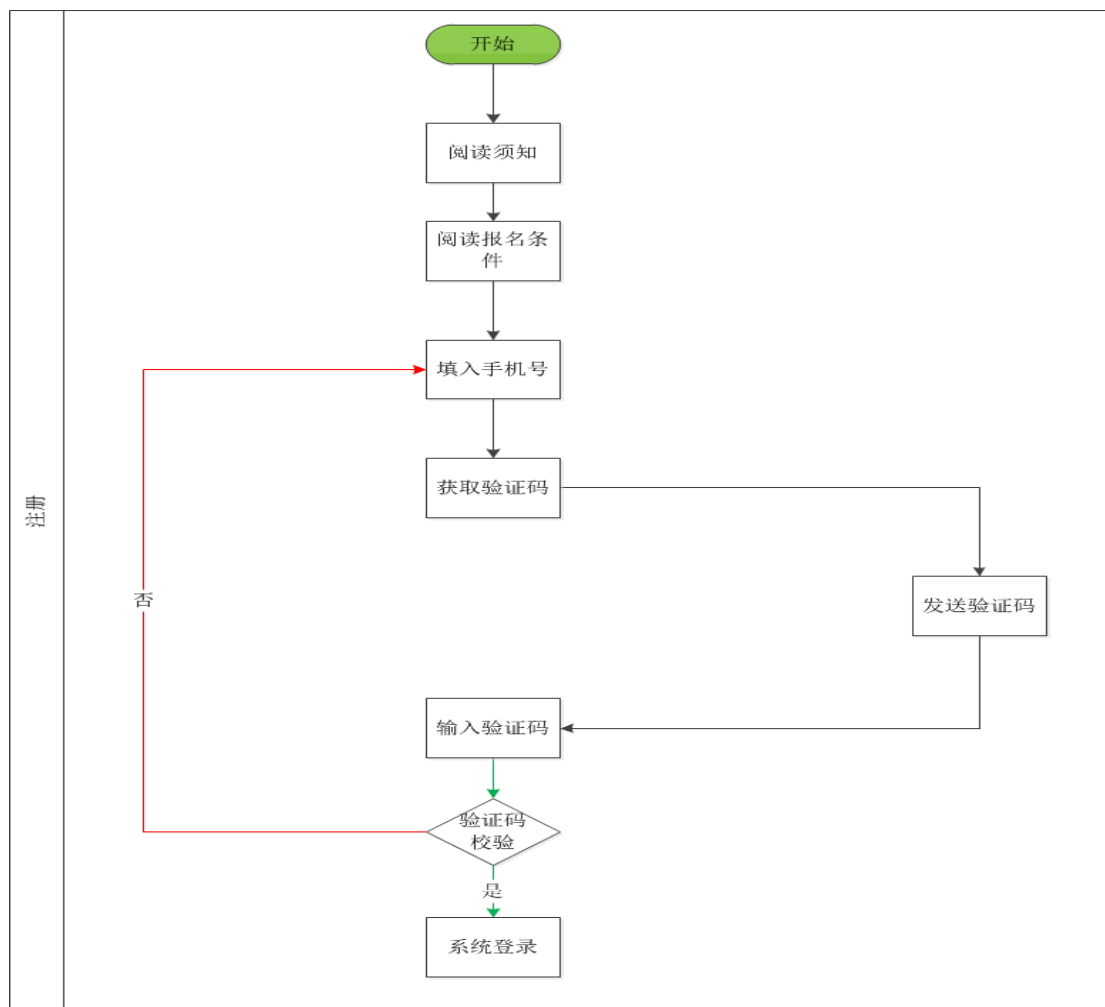 开始
阅读须知
阅读报名条
件
填入手机号
获取验证码
注册
否
发送验证码
输入验证码
验证码
校验
是
系统登录